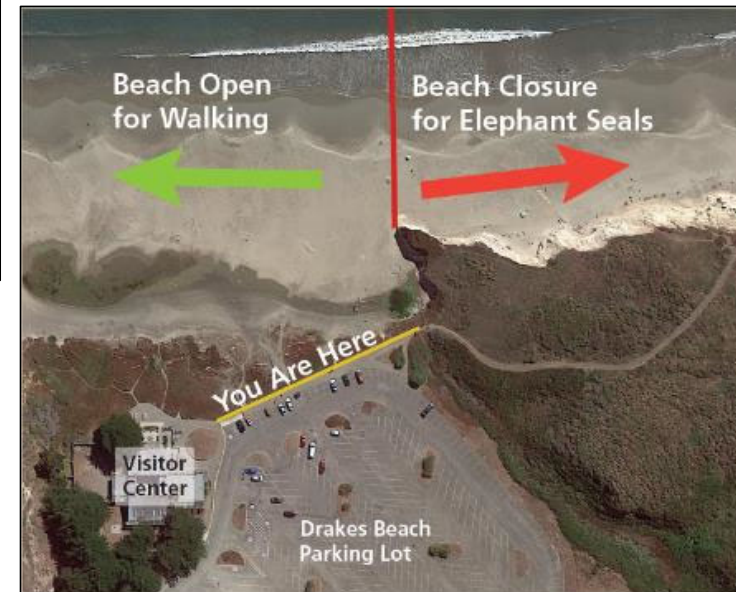 Beach Open
for Walking
Beach Closure
for Elephant Seals
You Are Here
Visitor
Center
Drakes Beach
Parking Lot